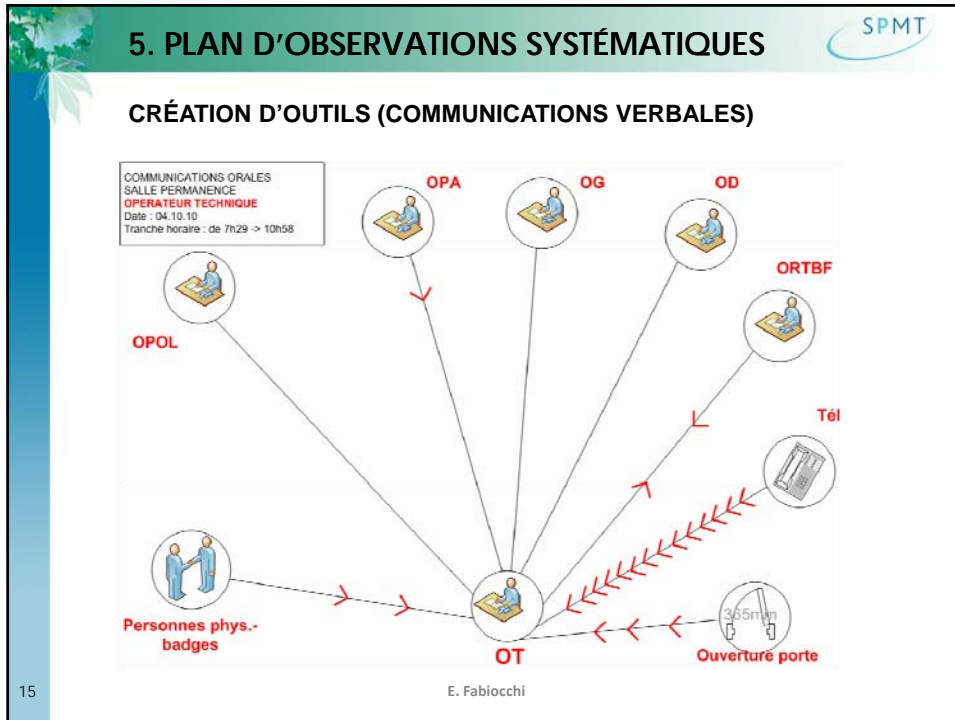 5. PLAN D'OBSERVATIONS SYSTÉMATIQUES
SPMT
CRÉATION D'OUTILS (COMMUNICATIONS VERBALES)
COMMUNICATIONS ORALES
SALLE PERMANENCE
OPERATEUR TECHNIQUE
Date : 04.10.10
Tranche horaire : de 7h29 -> 10h58
OPA
OG
OD
ORTBF
OPOL
Tél
Personnes phys.-
badges
OT
365mm
Ouverture porte
15
E. Fabiocchi